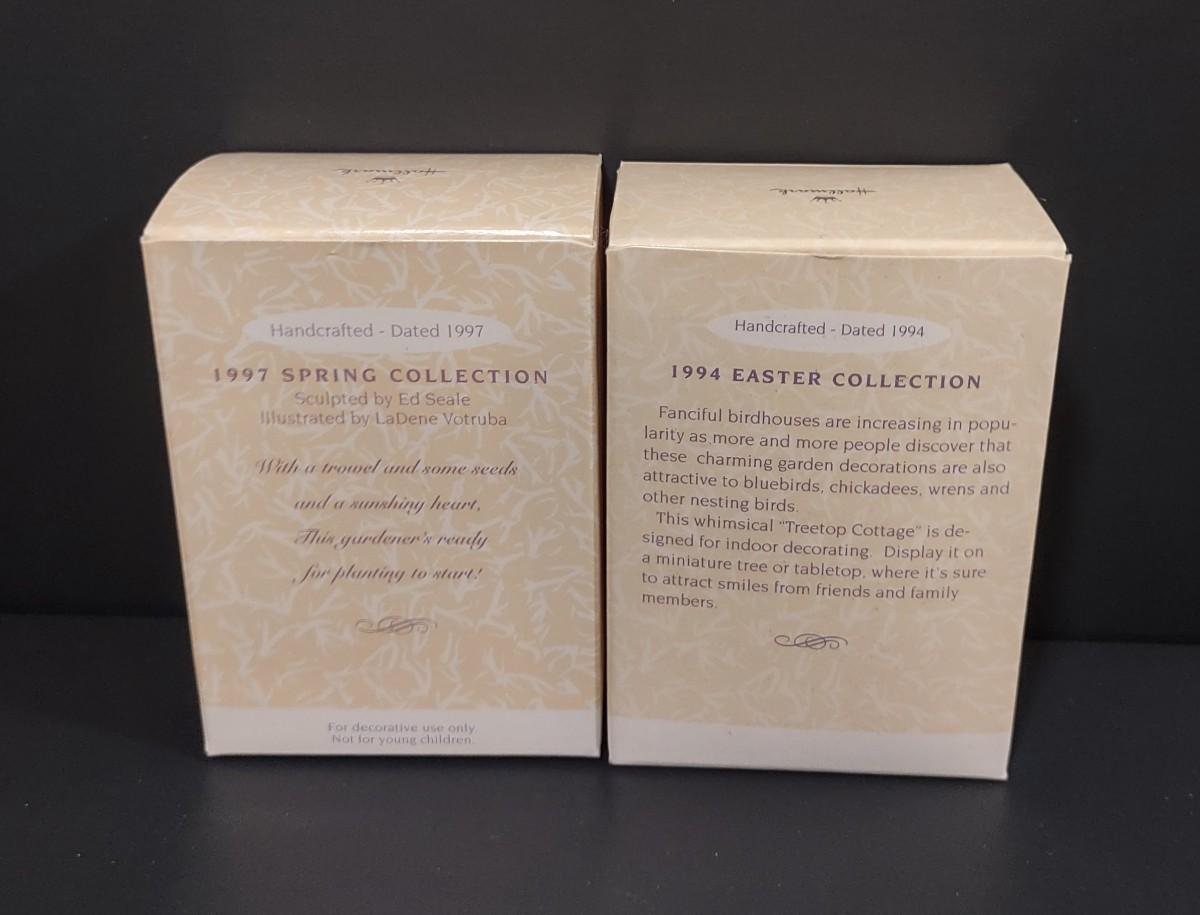 Hallmark
Handcrafted - Dated 1997
1997 SPRING COLLECTION
Sculpted by Ed Seale
Illustrated by LaDene Votruba
With a trowel and some seeds
and a sunshiny heart,
This gardener's ready
for planting to start!
For decorative use only
Not for young children.
Hallmark
Handcrafted - Dated 1994
1994 EASTER COLLECTION
Fanciful birdhouses are increasing in popu-
larity as more and more people discover that
these charming garden decorations are also
attractive to bluebirds, chickadees, wrens and
other nesting birds.
This whimsical "Treetop Cottage" is de-
signed for indoor decorating. Display it on
a miniature tree or tabletop, where it's sure
to attract smiles from friends and family
members.